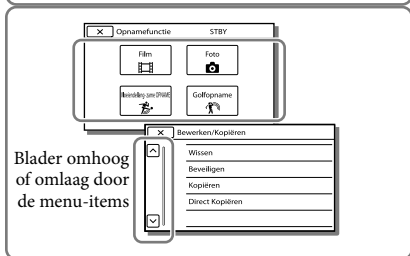 Opnamefunctie STBY
Film Foto
Golfopname
Bewerken/Kopiëren
Wissen
Beveiligen
Kopiëren
Direct Kopiëren
Blader omhoog
of omlaag door
de menu-items